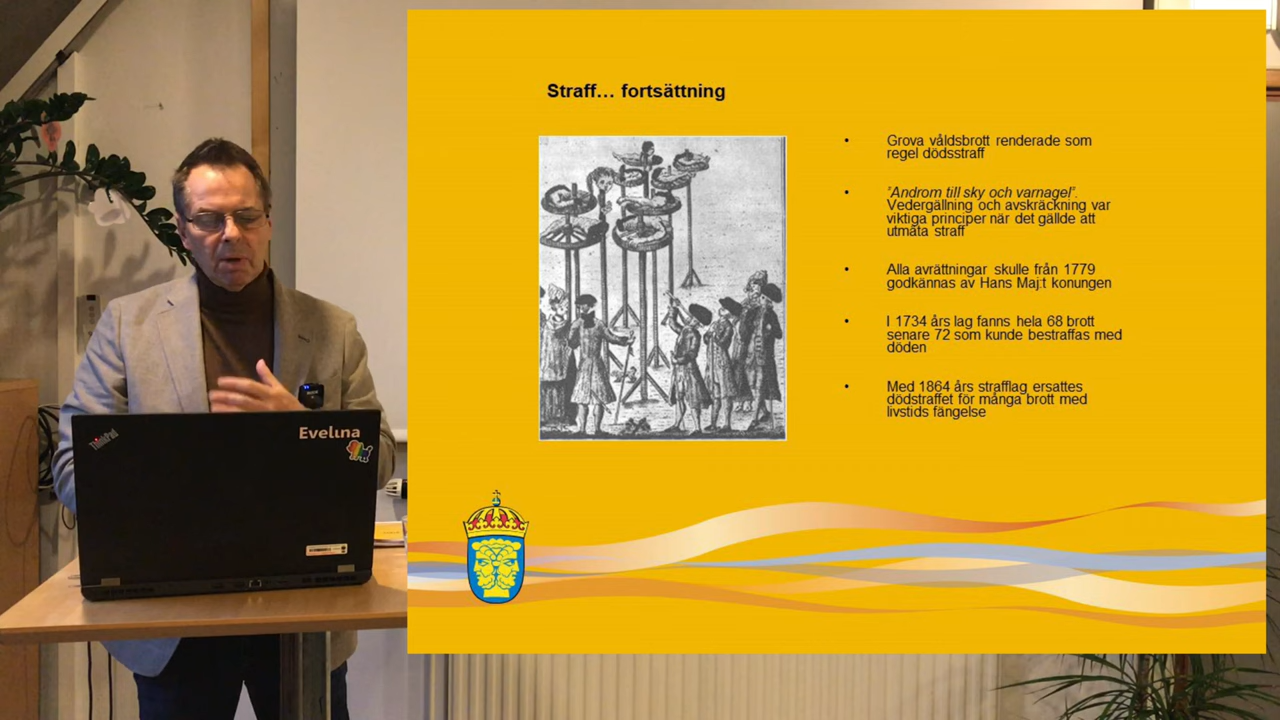 Straff... fortsättning
• Grova våldsbrott renderade som
regel dödsstraff
• "Androm till sky och varnagel".
Vedergällning och avskräckning var
viktiga principer när det gällde att
utmäta straff
• Alla avrättningar skulle från 1779
godkännas av Hans Maj:t konungen
• I 1734 års lag fanns hela 68 brott
senare 72 som kunde bestraffas med
döden
• Med 1864 års strafflag ersattes
dödstraffet för många brott med
livstids fängelse
ThinkPad
Evelina